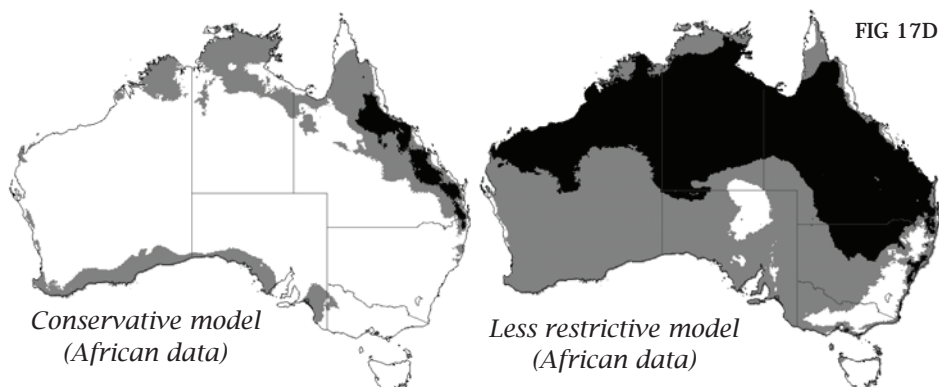 FIG 17D
Conservative model
(African data)
Less restrictive model
(African data)